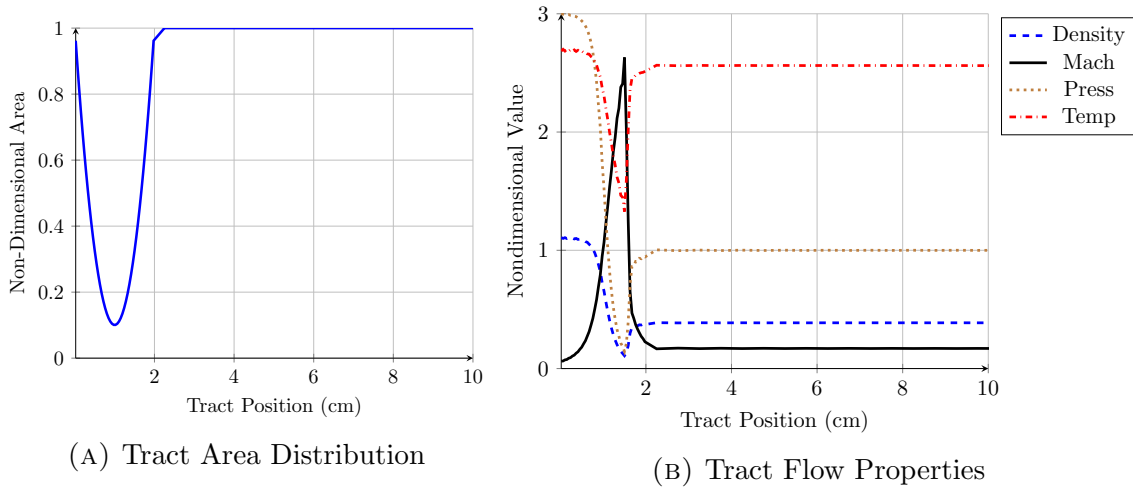 1
0.8
0.6
0.4
0.2
0
2
4
6
8
10
Non-Dimensional Area
Tract Position (cm)
(A) Tract Area Distribution
3
2
1
0
0
2
4
6
8
10
Nondimensional Value
Tract Position (cm)
Density
Mach
Press
Temp
(B) Tract Flow Properties